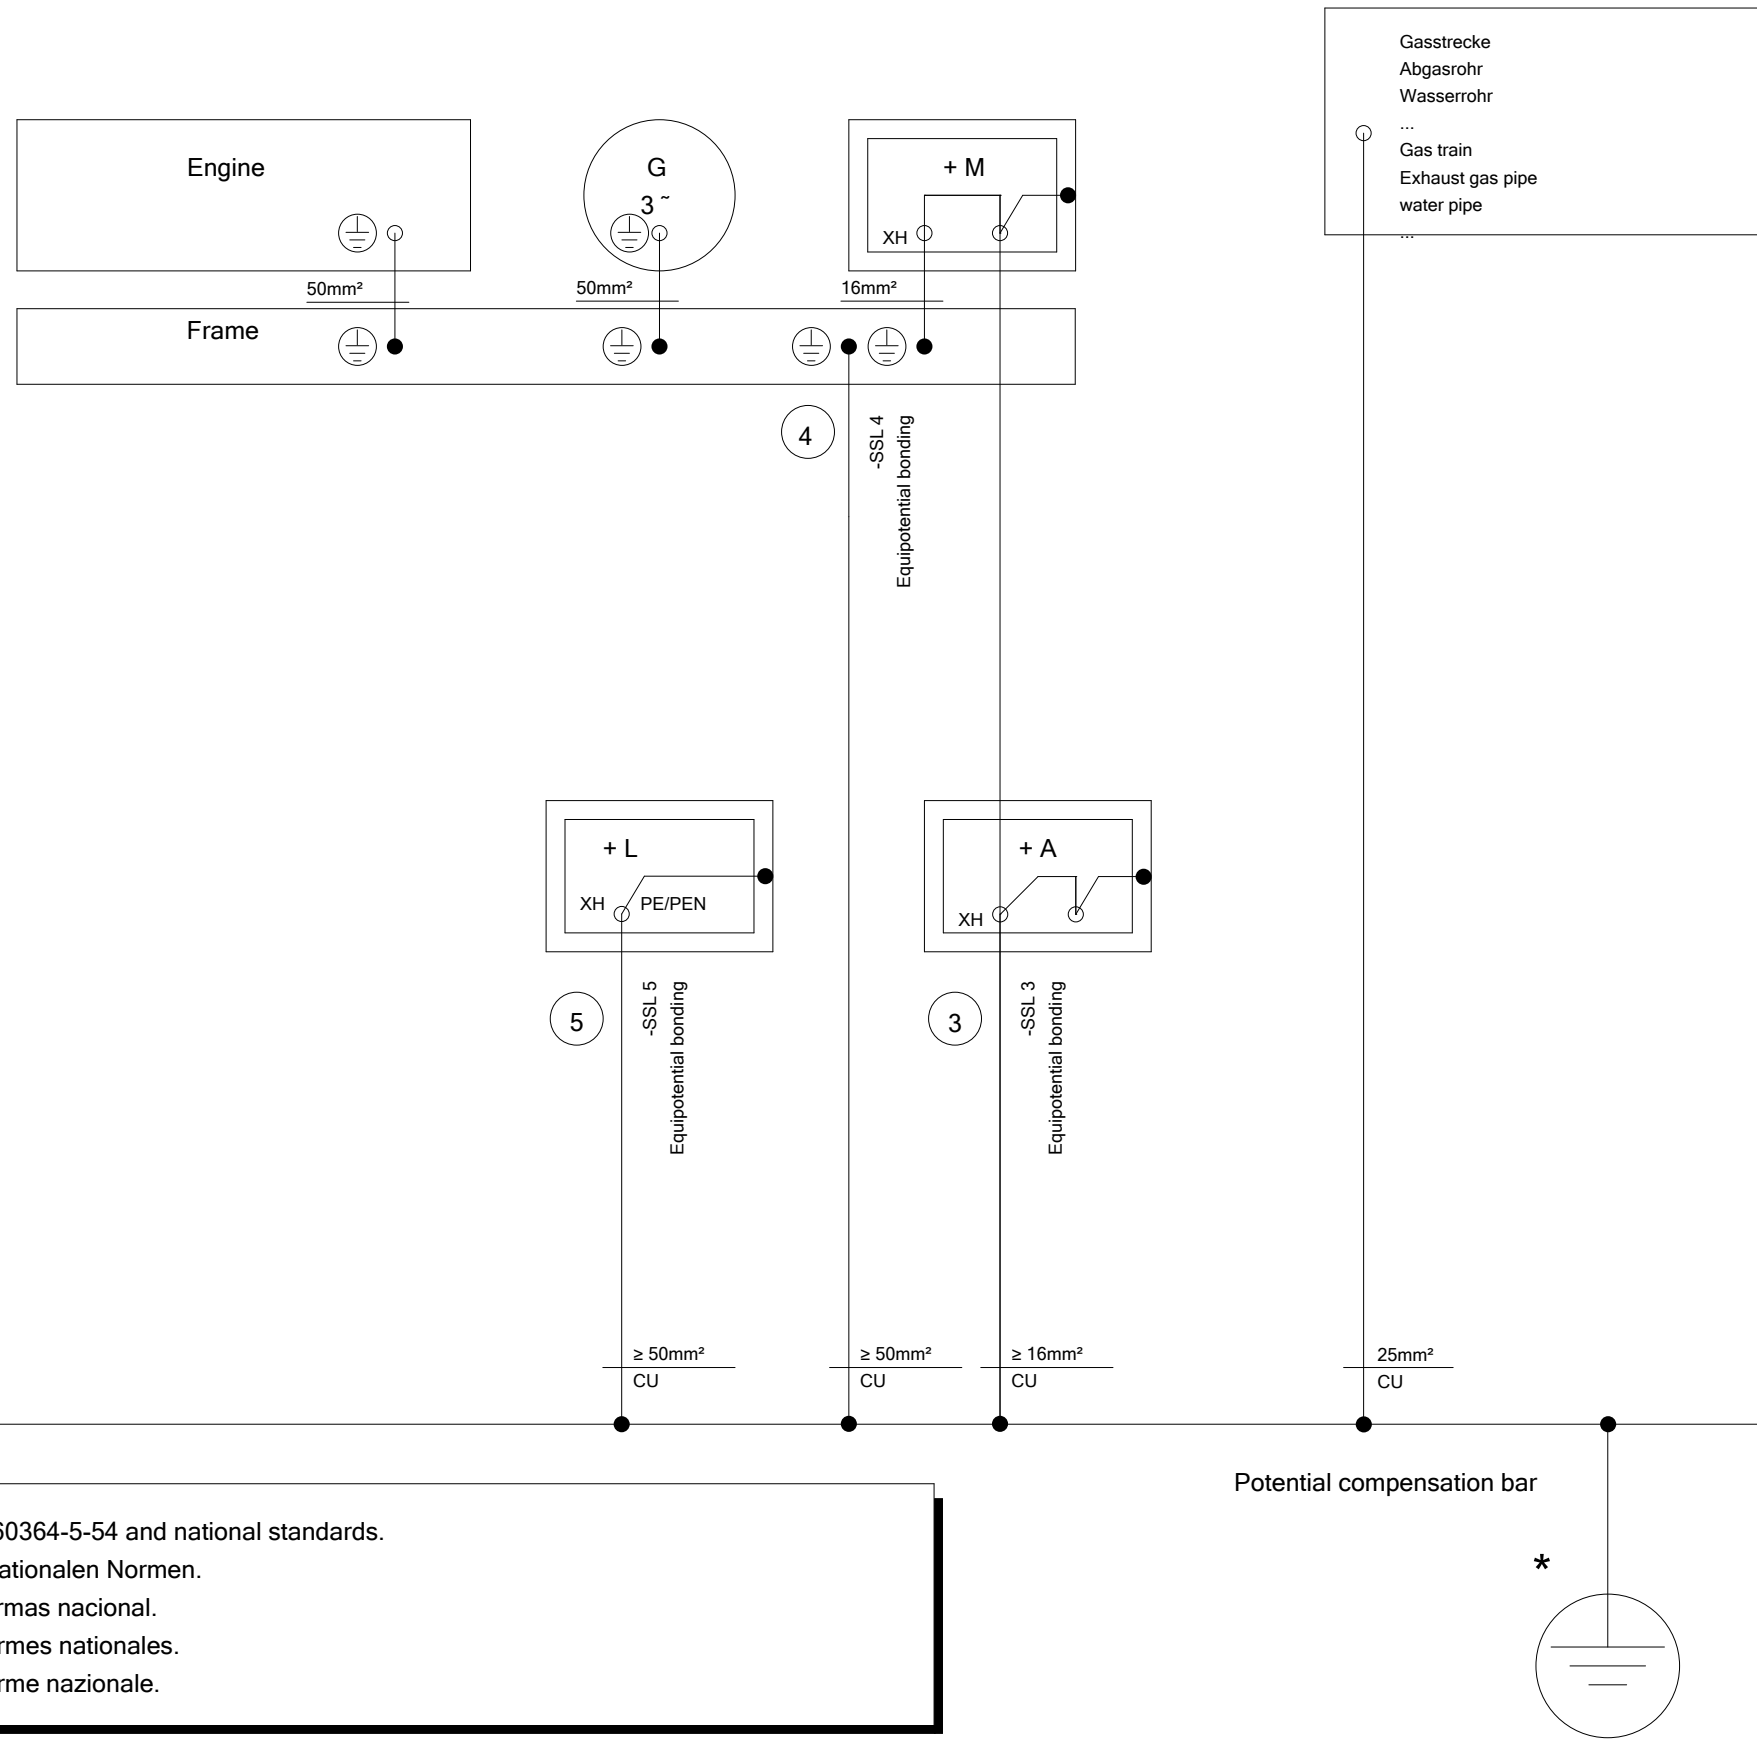 Gasstrecke
Abgasrohr
Wasserrohr
...
Gas train
Exhaust gas pipe
water pipe
...
Engine
G
3 ~
+ M
XH
50mm²
50mm²
16mm²
Frame
4
-SSL 4
Equipotential bonding
+ L
XH
PE/PEN
+ A
XH
5
-SSL 5
Equipotential bonding
3
-SSL 3
Equipotential bonding
≥ 50mm²
CU
≥ 50mm²
CU
≥ 16mm²
CU
25mm²
CU
Potential compensation bar
*
60364-5-54 and national standards.
ationalen Normen.
rmas nacional.
rmes nationales.
rme nazionale.